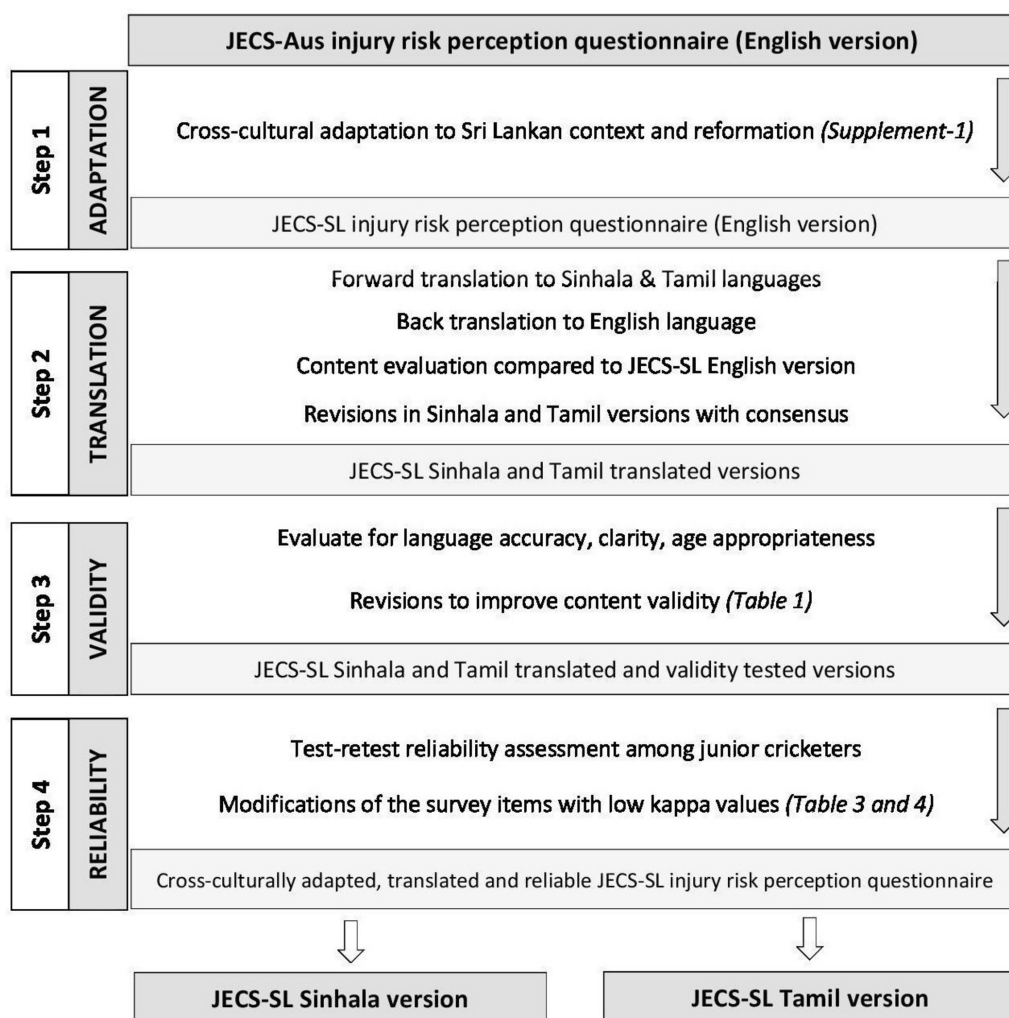 JECS-Aus injury risk perception questionnaire (English version)
Step 1
ADAPTATION
Cross-cultural adaptation to Sri Lankan context and reformation (Supplement-1)
JECS-SL injury risk perception questionnaire (English version)
Step 2
TRANSLATION
Forward translation to Sinhala & Tamil languages
Back translation to English language
Content evaluation compared to JECS-SL English version
Revisions in Sinhala and Tamil versions with consensus
JECS-SL Sinhala and Tamil translated versions
Step 3
VALIDITY
Evaluate for language accuracy, clarity, age appropriateness
Revisions to improve content validity (Table 1)
JECS-SL Sinhala and Tamil translated and validity tested versions
Step 4
RELIABILITY
Test-retest reliability assessment among junior cricketers
Modifications of the survey items with low kappa values (Table 3 and 4)
Cross-culturally adapted, translated and reliable JECS-SL injury risk perception questionnaire
JECS-SL Sinhala version
JECS-SL Tamil version